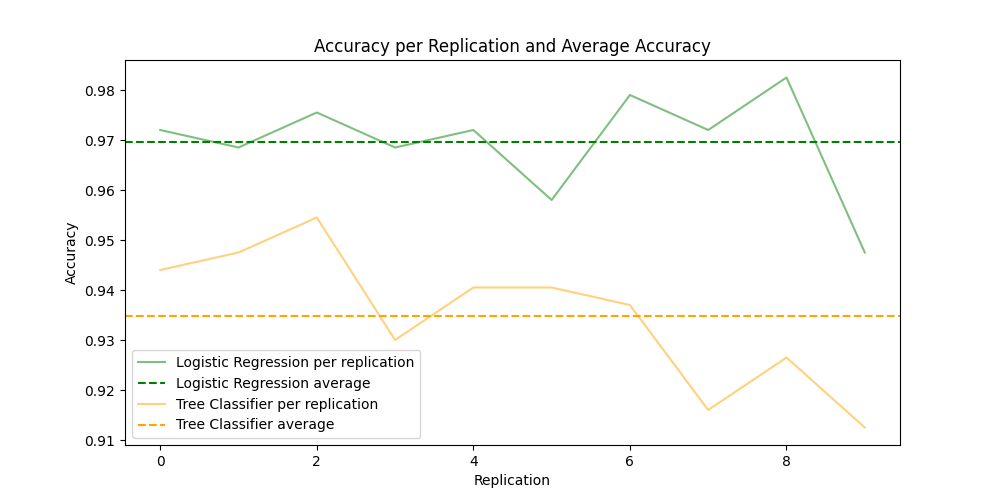 Accuracy per Replication and Average Accuracy
0.98
0.97
0.96
0.95
0.94
0.93
0.92
0.91
Accuracy
Logistic Regression per replication
Logistic Regression average
Tree Classifier per replication
Tree Classifier average
0 2 4 6 8
Replication